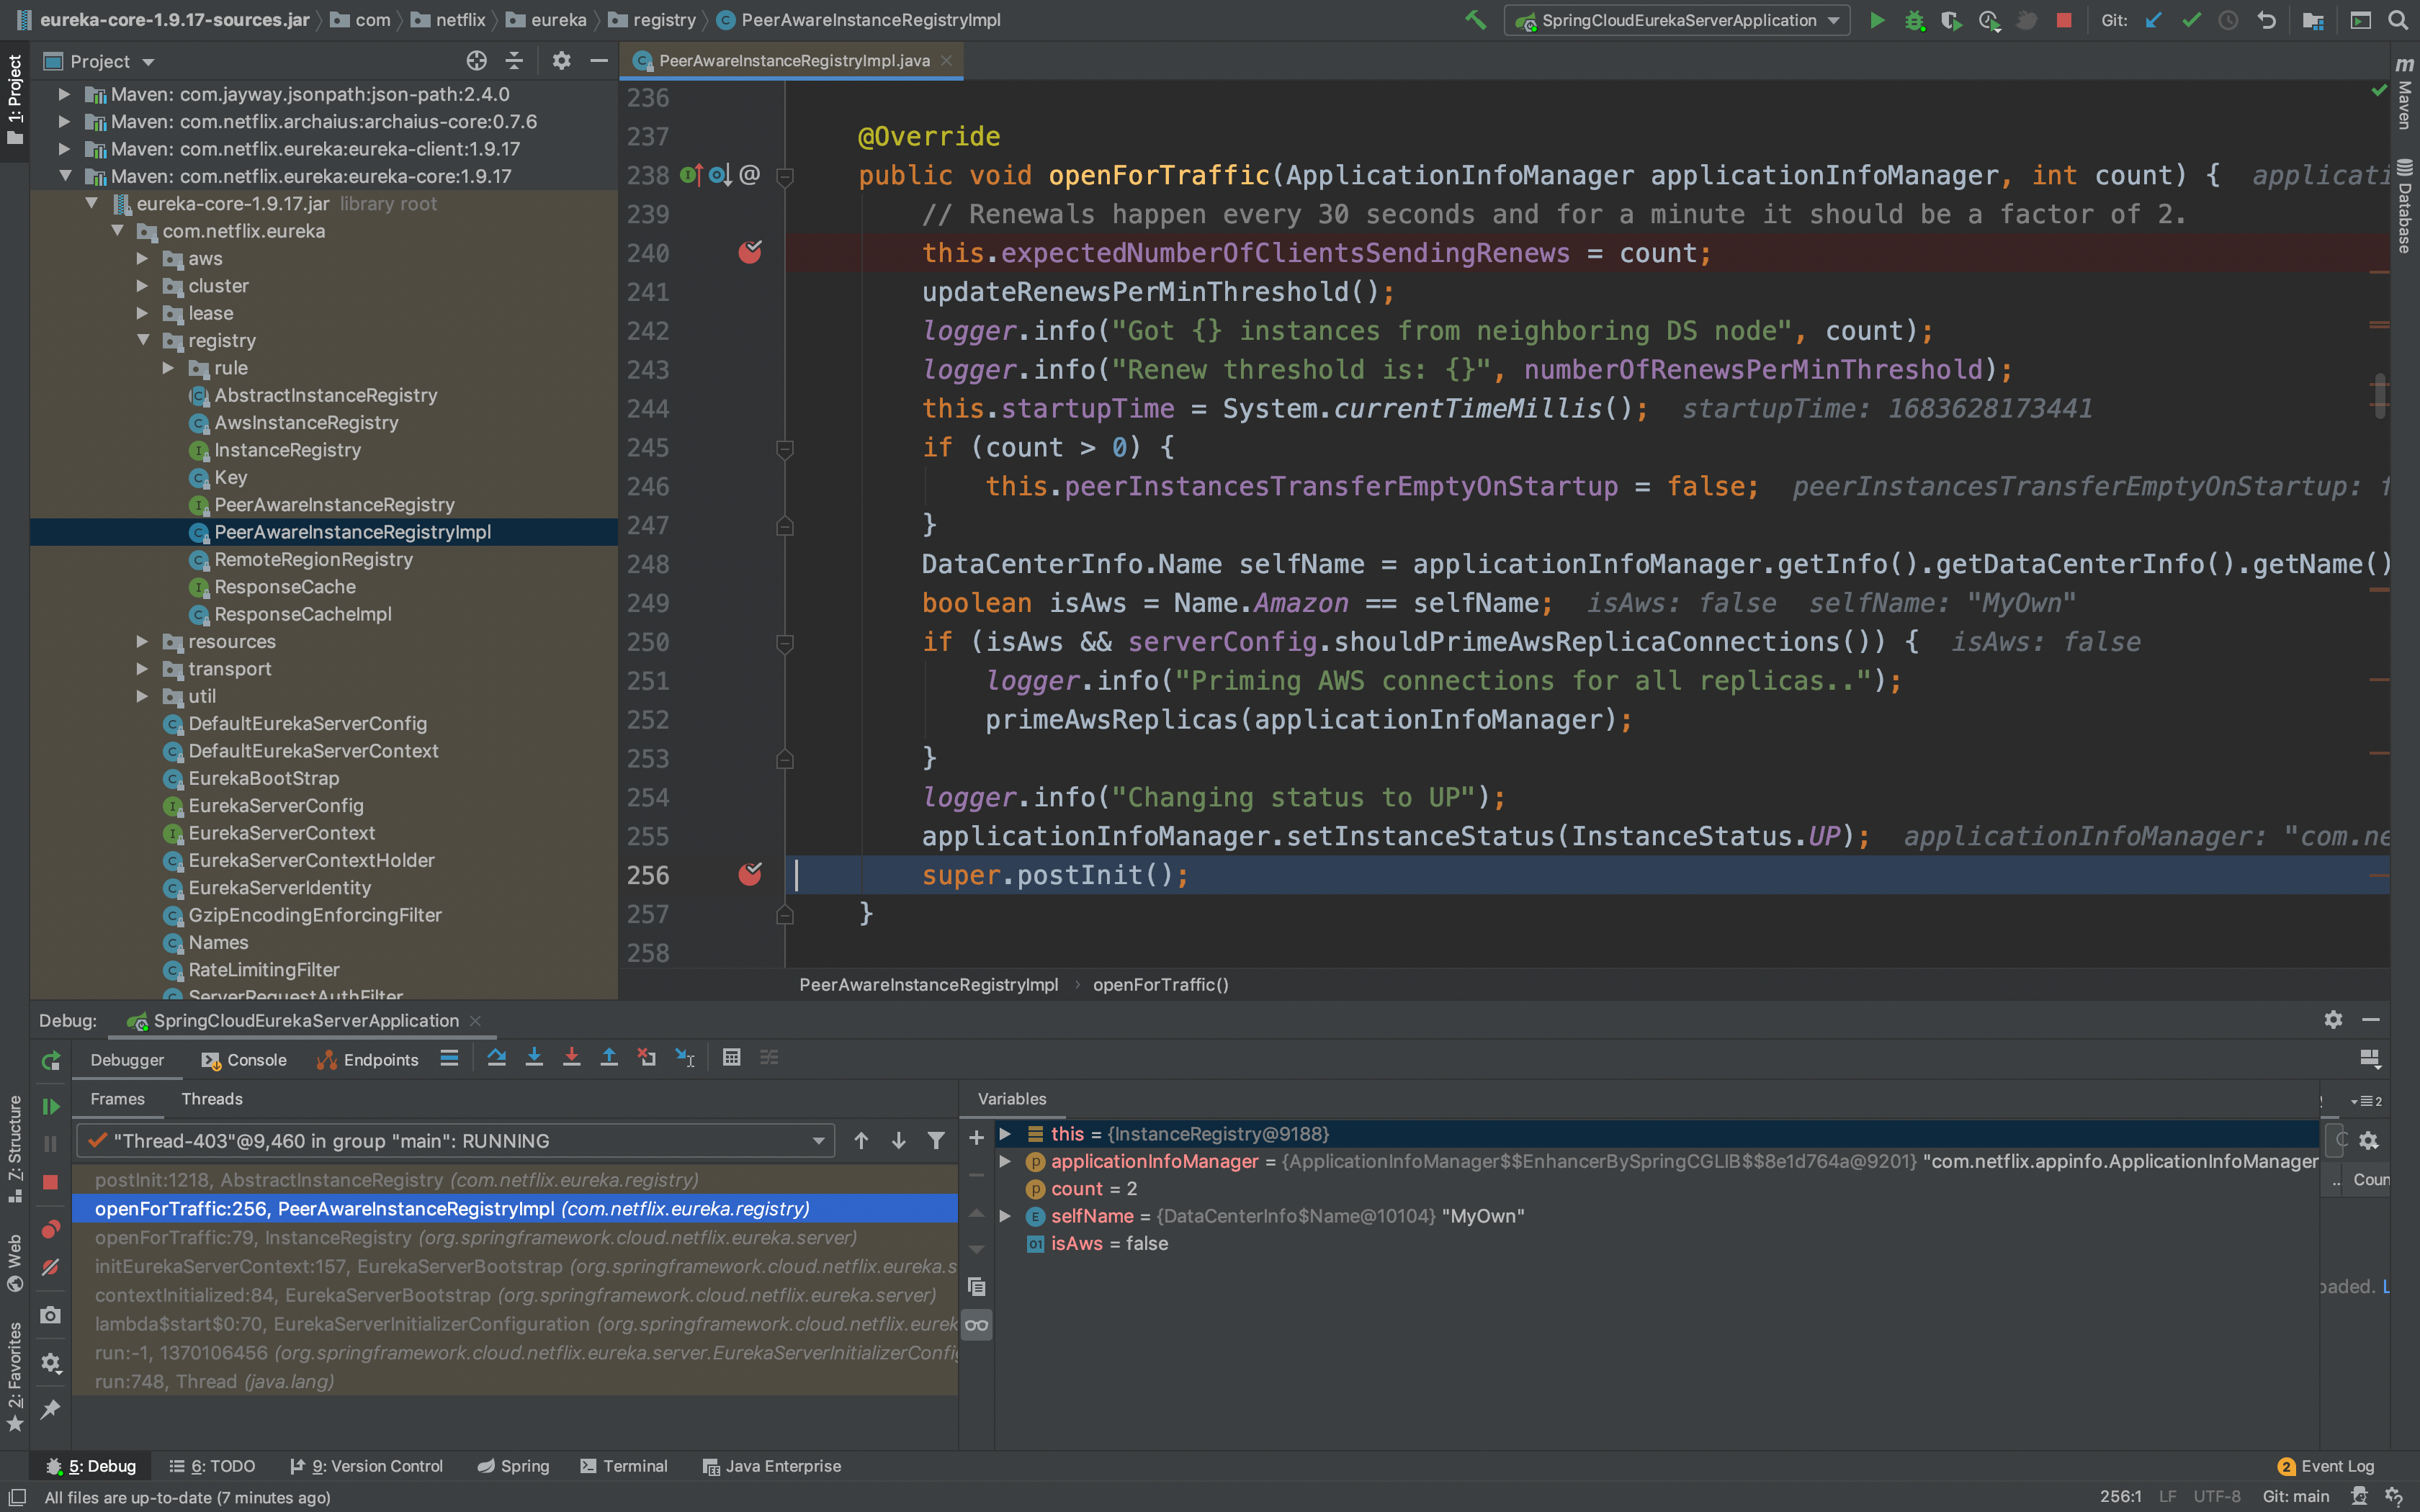 eureka-core-1.9.17-sources.jar com netflix eureka registry PeerAwareInstanceRegistryImpl
SpringCloudEurekaServerApplication Git:
Project
PeerAwareInstanceRegistryImpl.java
1: Project
Maven: com.jayway.jsonpath:json-path:2.4.0
Maven: com.netflix.archaius:archaius-core:0.7.6
Maven: com.netflix.eureka:eureka-client:1.9.17
Maven: com.netflix.eureka:eureka-core:1.9.17
eureka-core-1.9.17.jar library root
com.netflix.eureka
aws
cluster
lease
registry
rule
AbstractInstanceRegistry
AwsInstanceRegistry
InstanceRegistry
Key
PeerAwareInstanceRegistry
PeerAwareInstanceRegistryImpl
RemoteRegionRegistry
ResponseCache
ResponseCacheImpl
resources
transport
util
DefaultEurekaServerConfig
DefaultEurekaServerContext
EurekaBootStrap
EurekaServerConfig
EurekaServerContext
EurekaServerContextHolder
EurekaServerIdentity
GzipEncodingEnforcingFilter
Names
RateLimitingFilter
ServerRequestAuthFilter
236
237 @Override
238 public void openForTraffic(ApplicationInfoManager applicationInfoManager, int count) { applicati
239 // Renewals happen every 30 seconds and for a minute it should be a factor of 2.
240 this.expectedNumberOfClientsSendingRenews = count;
241 updateRenewsPerMinThreshold();
242 logger.info("Got {} instances from neighboring DS node", count);
243 logger.info("Renew threshold is: {}", numberOfRenewsPerMinThreshold);
244 this.startupTime = System.currentTimeMillis(); startupTime: 1683628173441
245 if (count > 0) {
246 this.peerInstancesTransferEmptyOnStartup = false; peerInstancesTransferEmptyOnStartup: f
247 }
248 DataCenterInfo.Name selfName = applicationInfoManager.getInfo().getDataCenterInfo().getName()
249 boolean isAws = Name.Amazon == selfName; isAws: false selfName: "MyOwn"
250 if (isAws && serverConfig.shouldPrimeAwsReplicaConnections()) { isAws: false
251 logger.info("Priming AWS connections for all replicas..");
252 primeAwsReplicas(applicationInfoManager);
253 }
254 logger.info("Changing status to UP");
255 applicationInfoManager.setInstanceStatus(InstanceStatus.UP); applicationInfoManager: "com.ne
256 super.postInit();
257 }
258
PeerAwareInstanceRegistryImpl openForTraffic()
m Maven
Database
Debug: SpringCloudEurekaServerApplication
Debugger Console Endpoints
Frames Threads
"Thread-403"@9,460 in group "main": RUNNING
postInit:1218, AbstractInstanceRegistry (com.netflix.eureka.registry)
openForTraffic:256, PeerAwareInstanceRegistryImpl (com.netflix.eureka.registry)
openForTraffic:79, InstanceRegistry (org.springframework.cloud.netflix.eureka.server)
initEurekaServerContext:157, EurekaServerBootstrap (org.springframework.cloud.netflix.eureka.s
contextInitialized:84, EurekaServerBootstrap (org.springframework.cloud.netflix.eureka.server)
lambda$start$0:70, EurekaServerInitializerConfiguration (org.springframework.cloud.netflix.eurek
run:-1, 1370106456 (org.springframework.cloud.netflix.eureka.server.EurekaServerInitializerConfi
run:748, Thread (java.lang)
Variables
this = {InstanceRegistry@9188}
applicationInfoManager = {ApplicationInfoManager$$EnhancerBySpringCGLIB$$8e1d764a@9201} "com.netflix.appinfo.ApplicationInfoManager
count = 2
selfName = {DataCenterInfo$Name@10104} "MyOwn"
isAws = false
2
.. Coun
oaded. L
Z: Structure
Web
2: Favorites
5: Debug 6: TODO 9: Version Control Spring Terminal Java Enterprise 2 Event Log
All files are up-to-date (7 minutes ago) 256:1 LF UTF-8 Git: main